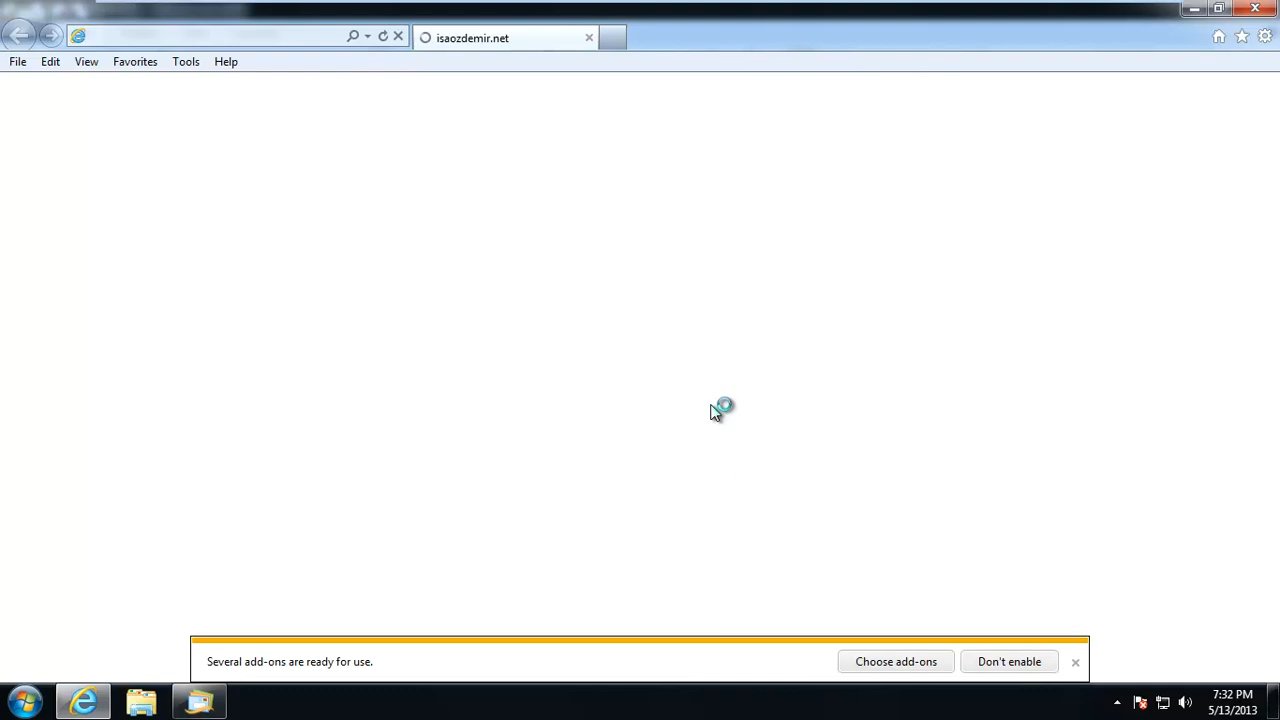 isaozdemir.net
File Edit View Favorites Tools Help
Several add-ons are ready for use. Choose add-ons Don't enable
7:32 PM
5/13/2013